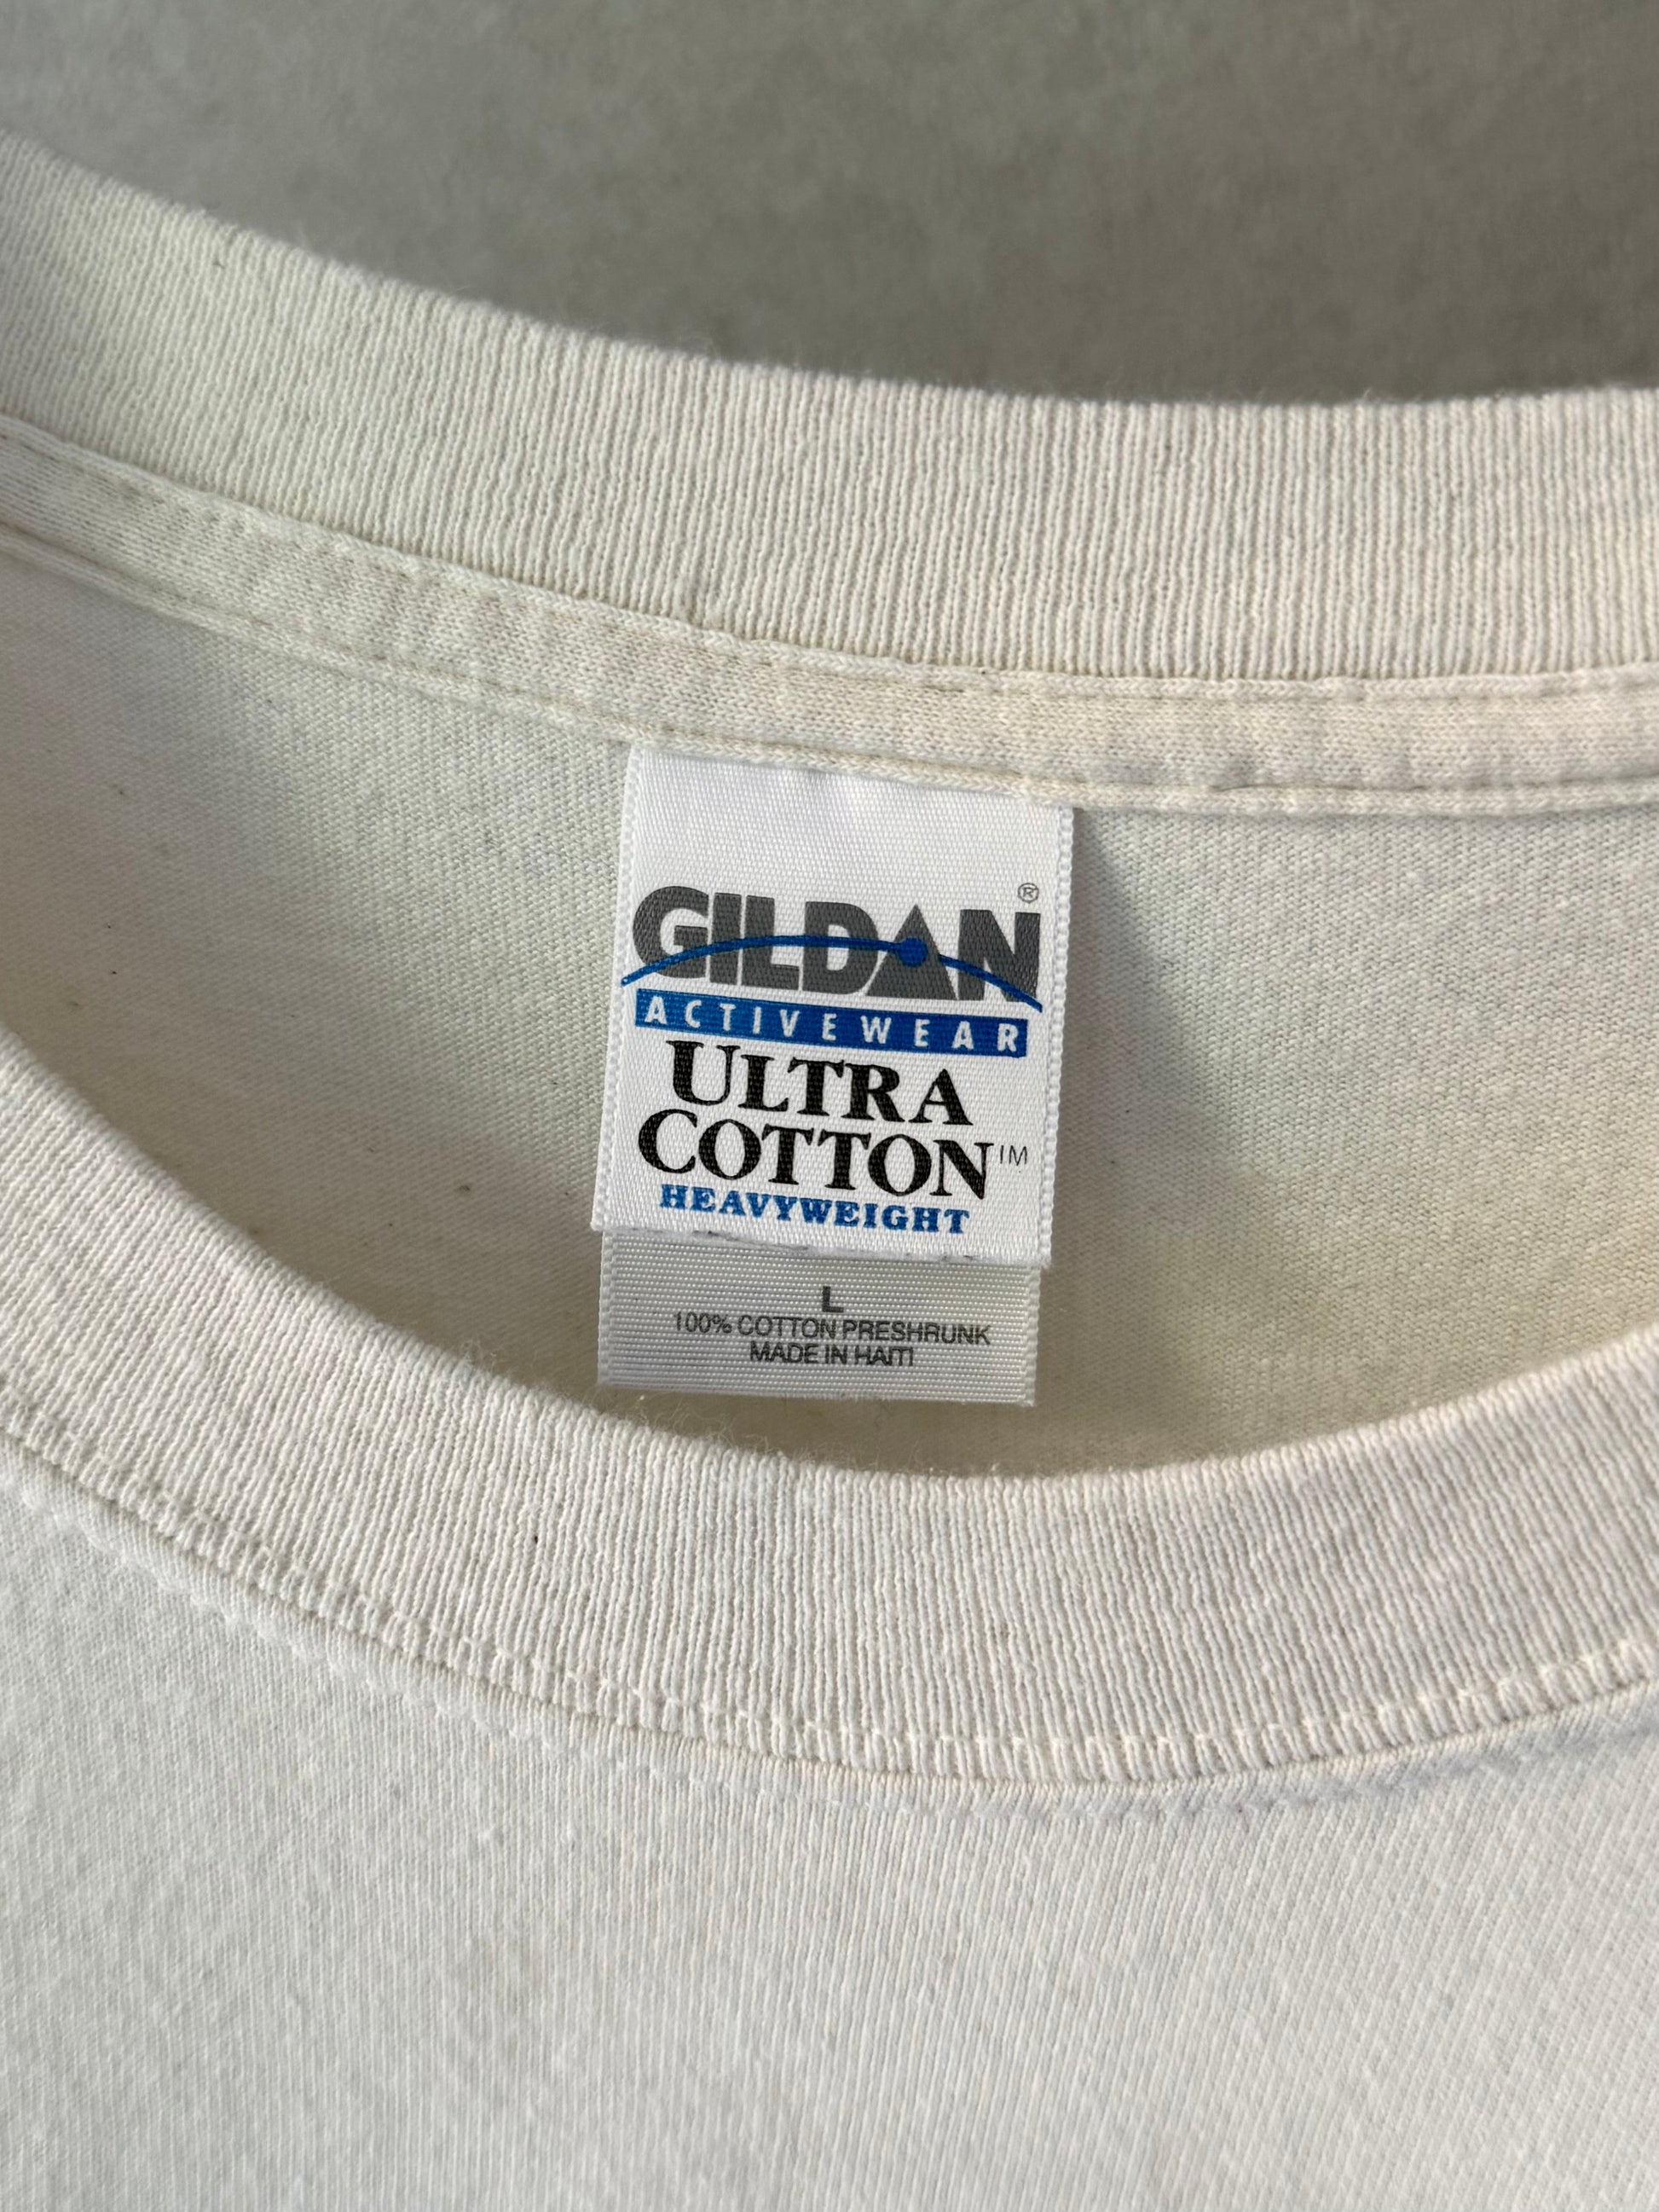 GILDAN®
ACTIVEWEAR
ULTRA
COTTON™
HEAVYWEIGHT
L
100% COTTON PRESHRUNK
MADE IN HAITI